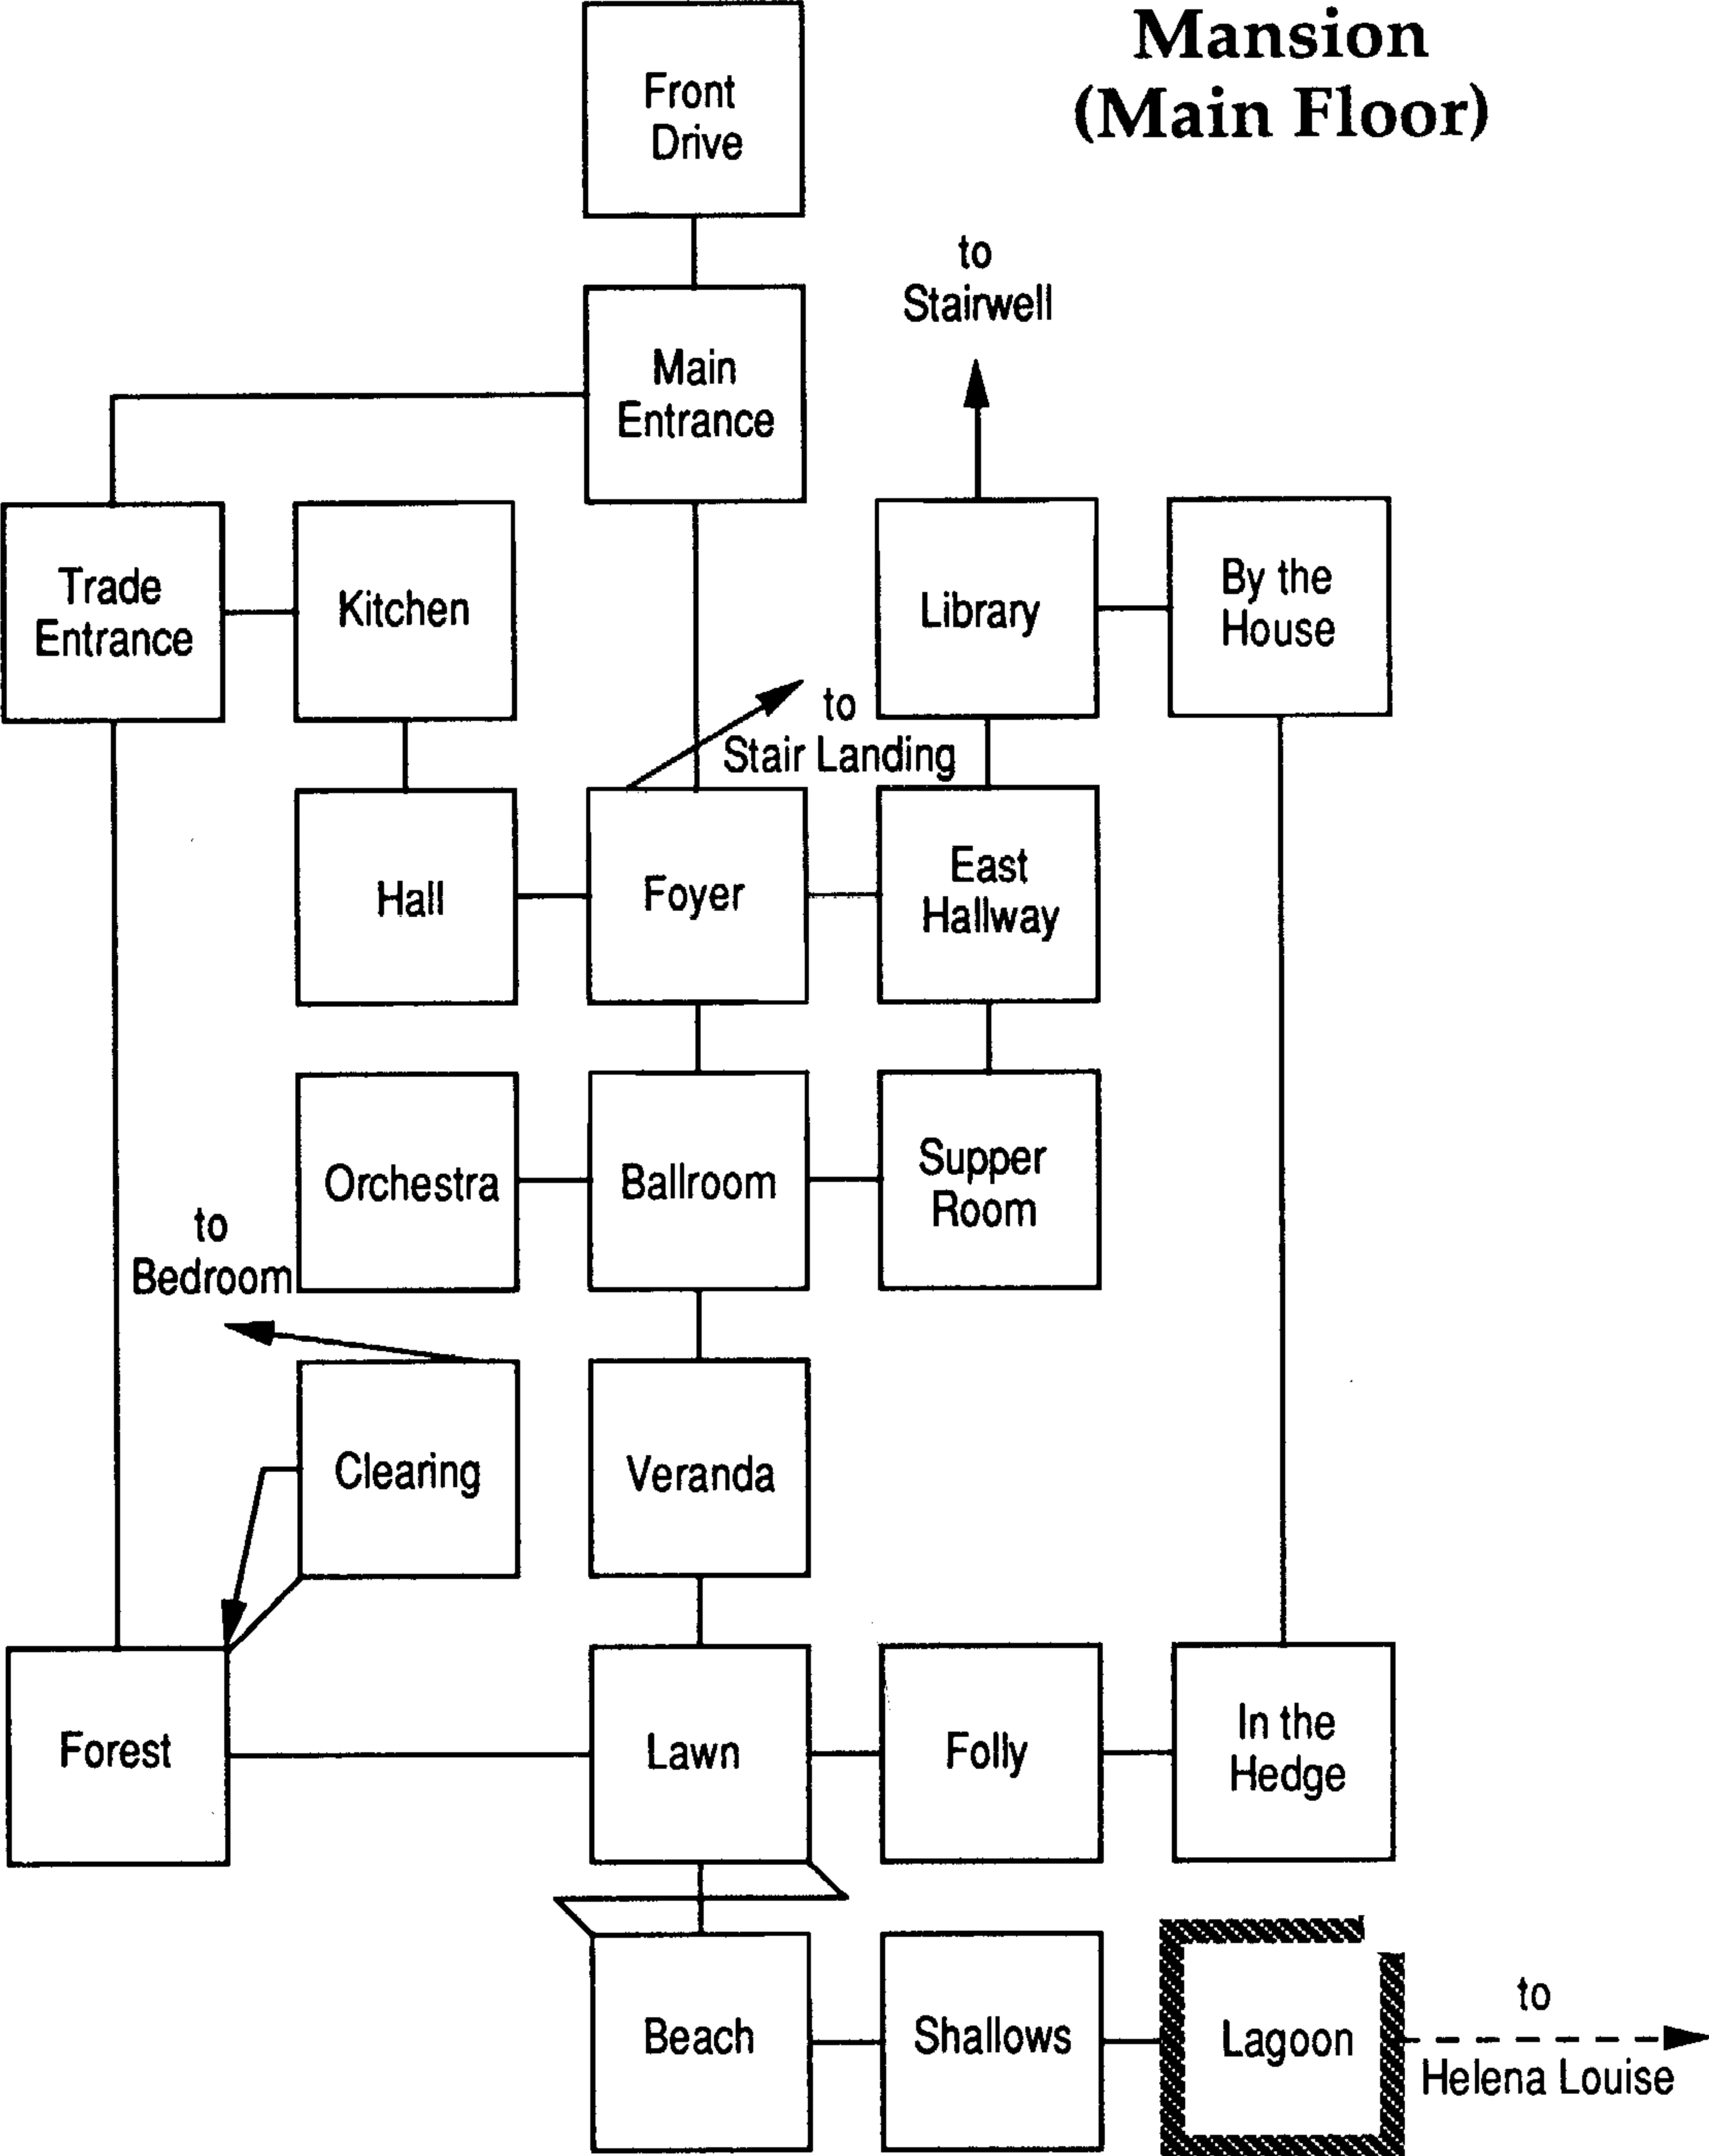 Mansion
(Main Floor)
Front
Drive
to
Stairwell
Main
Entrance
Trade
Entrance
Kitchen
Library
By the
House
to
Stair Landing
Hall
Foyer
East
Hallway
Orchestra
Ballroom
Supper
Room
to
Bedroom
Clearing
Veranda
Forest
Lawn
Folly
In the
Hedge
Beach
Shallows
Lagoon
to
Helena Louise